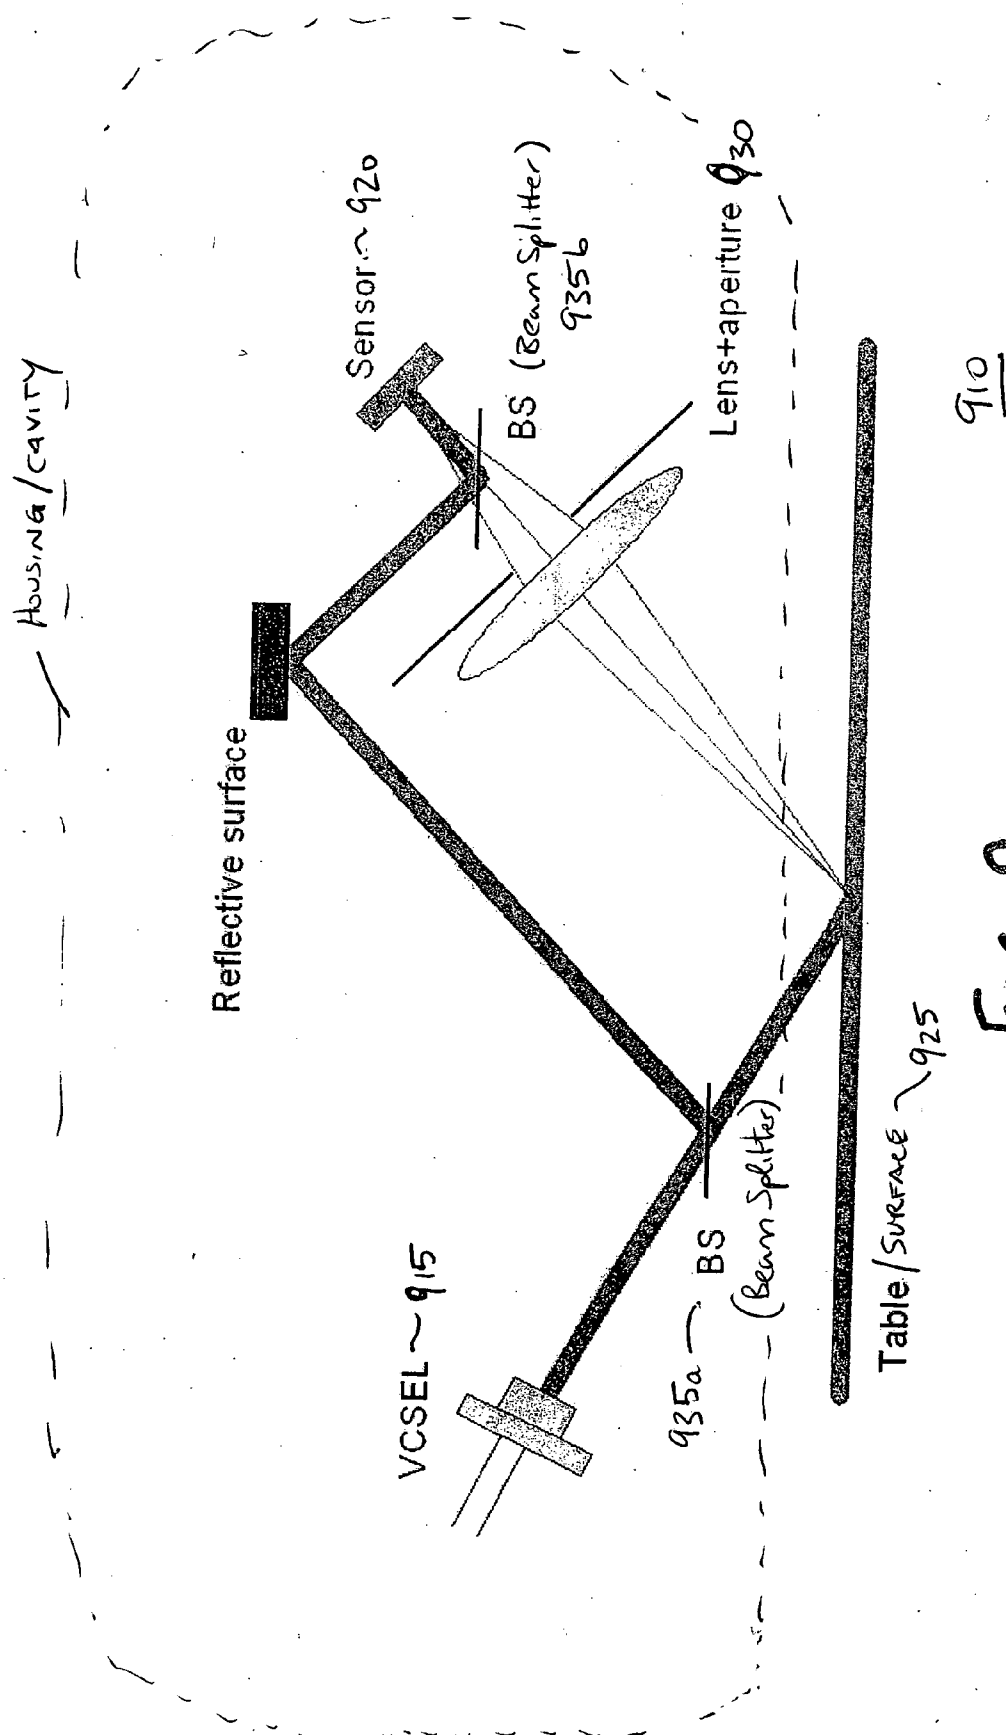 Housing/Cavity
Reflective surface
Sensor ~ 920
BS (Beam Splitter)
935b
Lens+aperture 930
VCSEL ~ 915
935a
BS
(Beam Splitter)
Table/Surface ~ 925
910